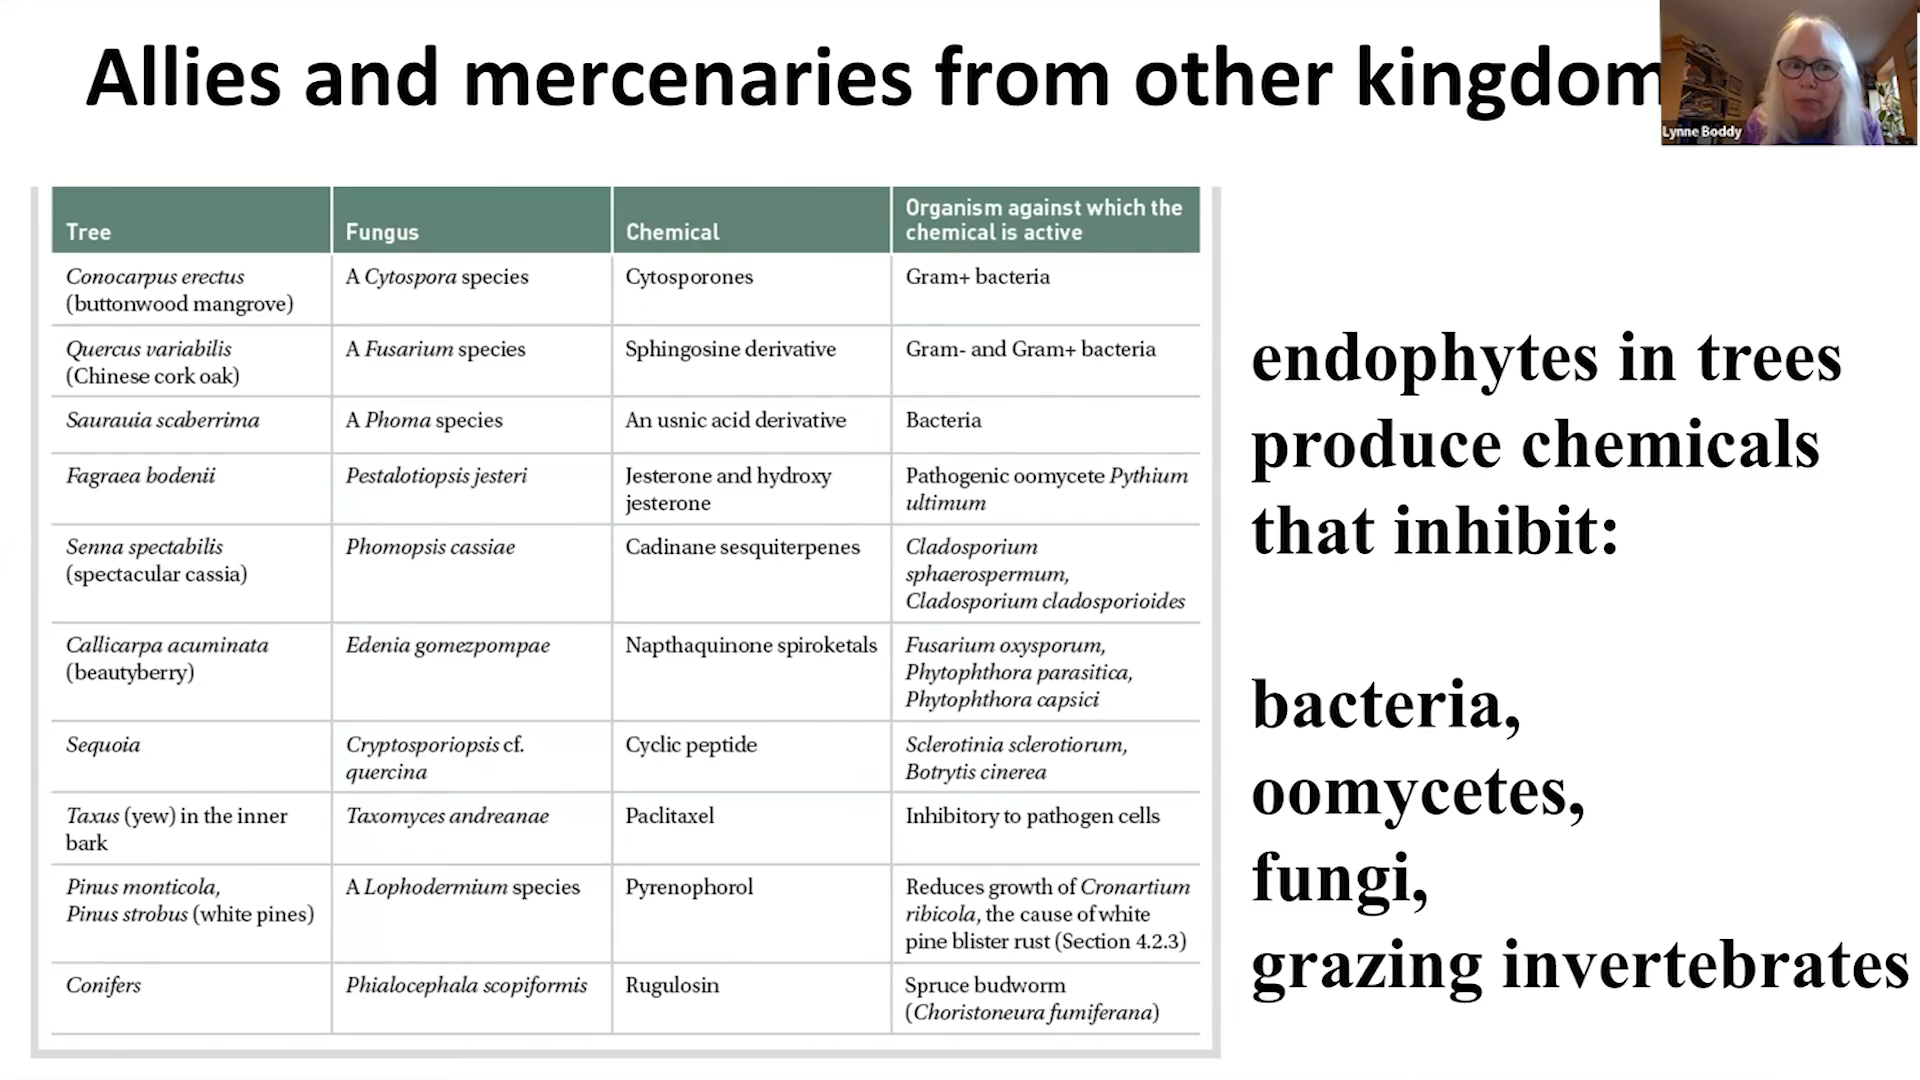 Allies and mercenaries from other kingdom
Lynne Boddy
Tree
Fungus
Chemical
Organism against which the
chemical is active
Conocarpus erectus
(buttonwood mangrove)
A Cytospora species
Cytosporones
Gram+ bacteria
Quercus variabilis
(Chinese cork oak)
A Fusarium species
Sphingosine derivative
Gram- and Gram+ bacteria
Saurauia scaberrima
A Phoma species
An usnic acid derivative
Bacteria
Fagraea bodenii
Pestalotiopsis jesteri
Jesterone and hydroxy
jesterone
Pathogenic oomycete Pythium
ultimum
Senna spectabilis
(spectacular cassia)
Phomopsis cassiae
Cadinane sesquiterpenes
Cladosporium
sphaerospermum,
Cladosporium cladosporioides
Callicarpa acuminata
(beautyberry)
Edenia gomezpompae
Napthaquinone spiroketals
Fusarium oxysporum,
Phytophthora parasitica,
Phytophthora capsici
Sequoia
Cryptosporiopsis cf.
quercina
Cyclic peptide
Sclerotinia sclerotiorum,
Botrytis cinerea
Taxus (yew) in the inner
bark
Taxomyces andreanae
Paclitaxel
Inhibitory to pathogen cells
Pinus monticola,
Pinus strobus (white pines)
A Lophodermium species
Pyrenophorol
Reduces growth of Cronartium
ribicola, the cause of white
pine blister rust (Section 4.2.3)
Conifers
Phialocephala scopiformis
Rugulosin
Spruce budworm
(Choristoneura fumiferana)
endophytes in trees
produce chemicals
that inhibit:
bacteria,
oomycetes,
fungi,
grazing invertebrates